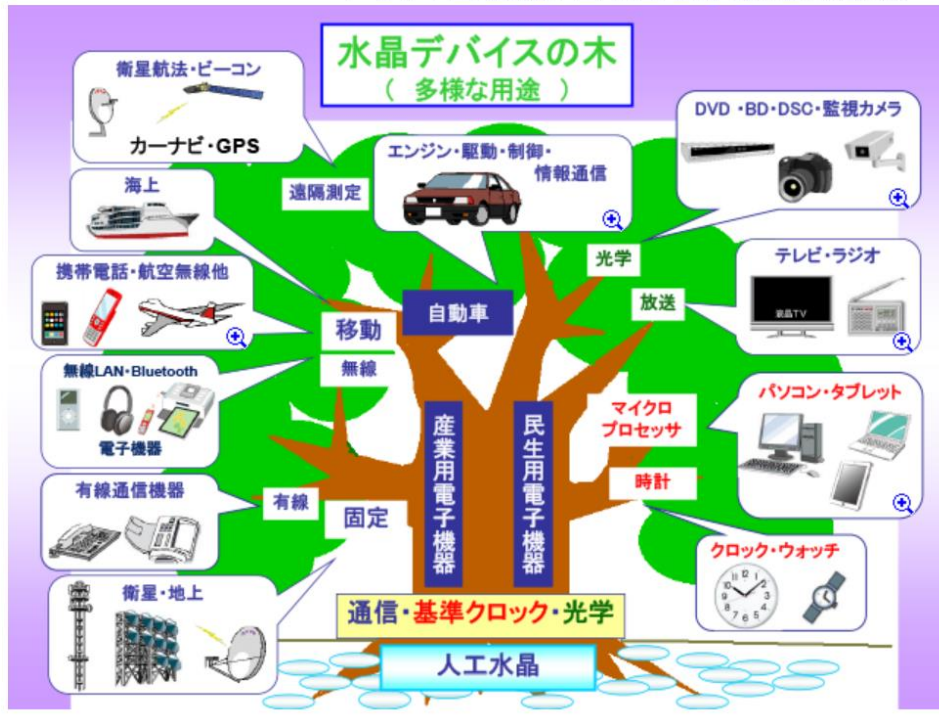 水晶デバイスの木
( 多様な用途 )
衛星航法・ビーコン
カーナビ・GPS
遠隔測定
エンジン・駆動・制御・
情報通信
DVD ・BD・DSC・監視カメラ
海上
光学
携帯電話・航空無線他
移動
自動車
放送
テレビ・ラジオ
液晶TV
無線
無線LAN・Bluetooth
電子機器
産業用電子機器
民生用電子機器
マイクロ
プロセッサ
パソコン・タブレット
時計
有線通信機器
有線
固定
クロック・ウォッチ
衛星・地上
通信・基準クロック・光学
人工水晶